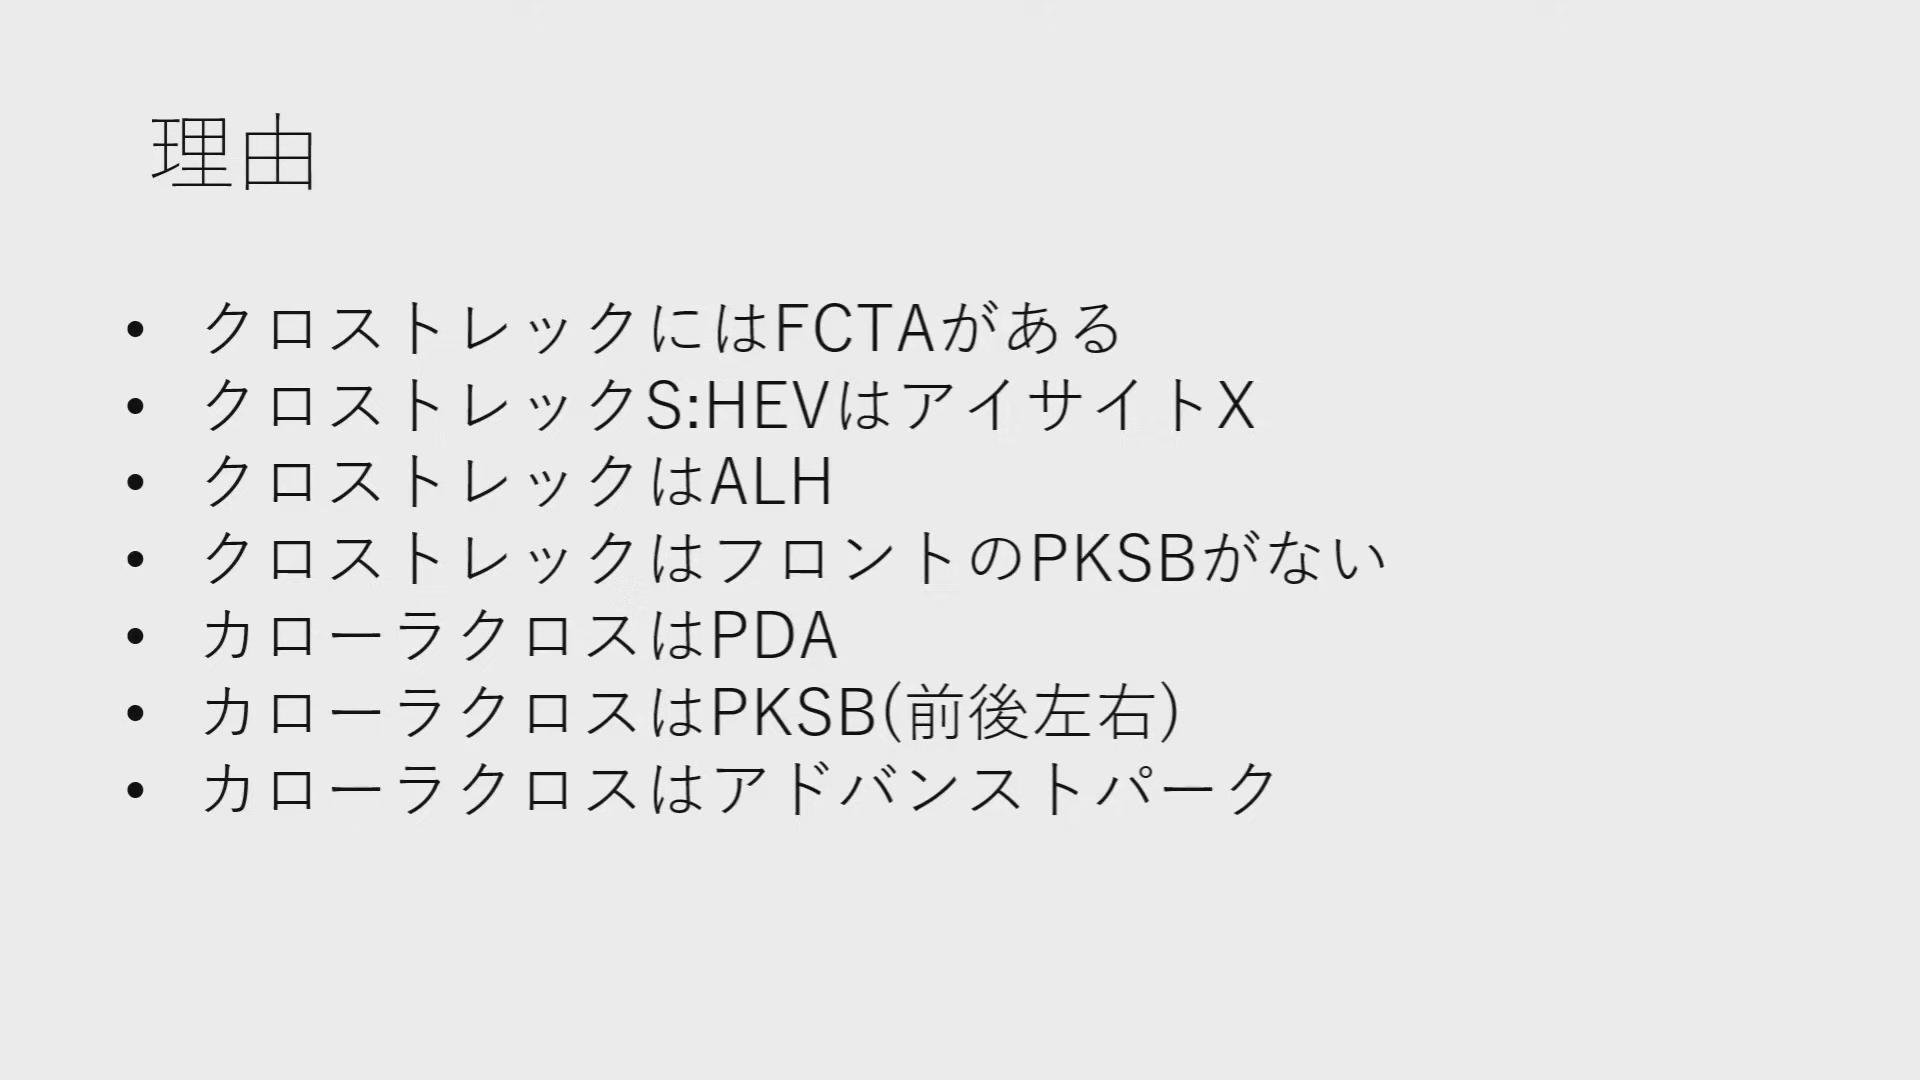 理由
• クロストレックにはFCTAがある
• クロストレックS:HEVはアイサイトX
• クロストレックはALH
• クロストレックはフロントのPKSBがない
• カローラクロスはPDA
• カローラクロスはPKSB(前後左右)
• カローラクロスはアドバンストパーク